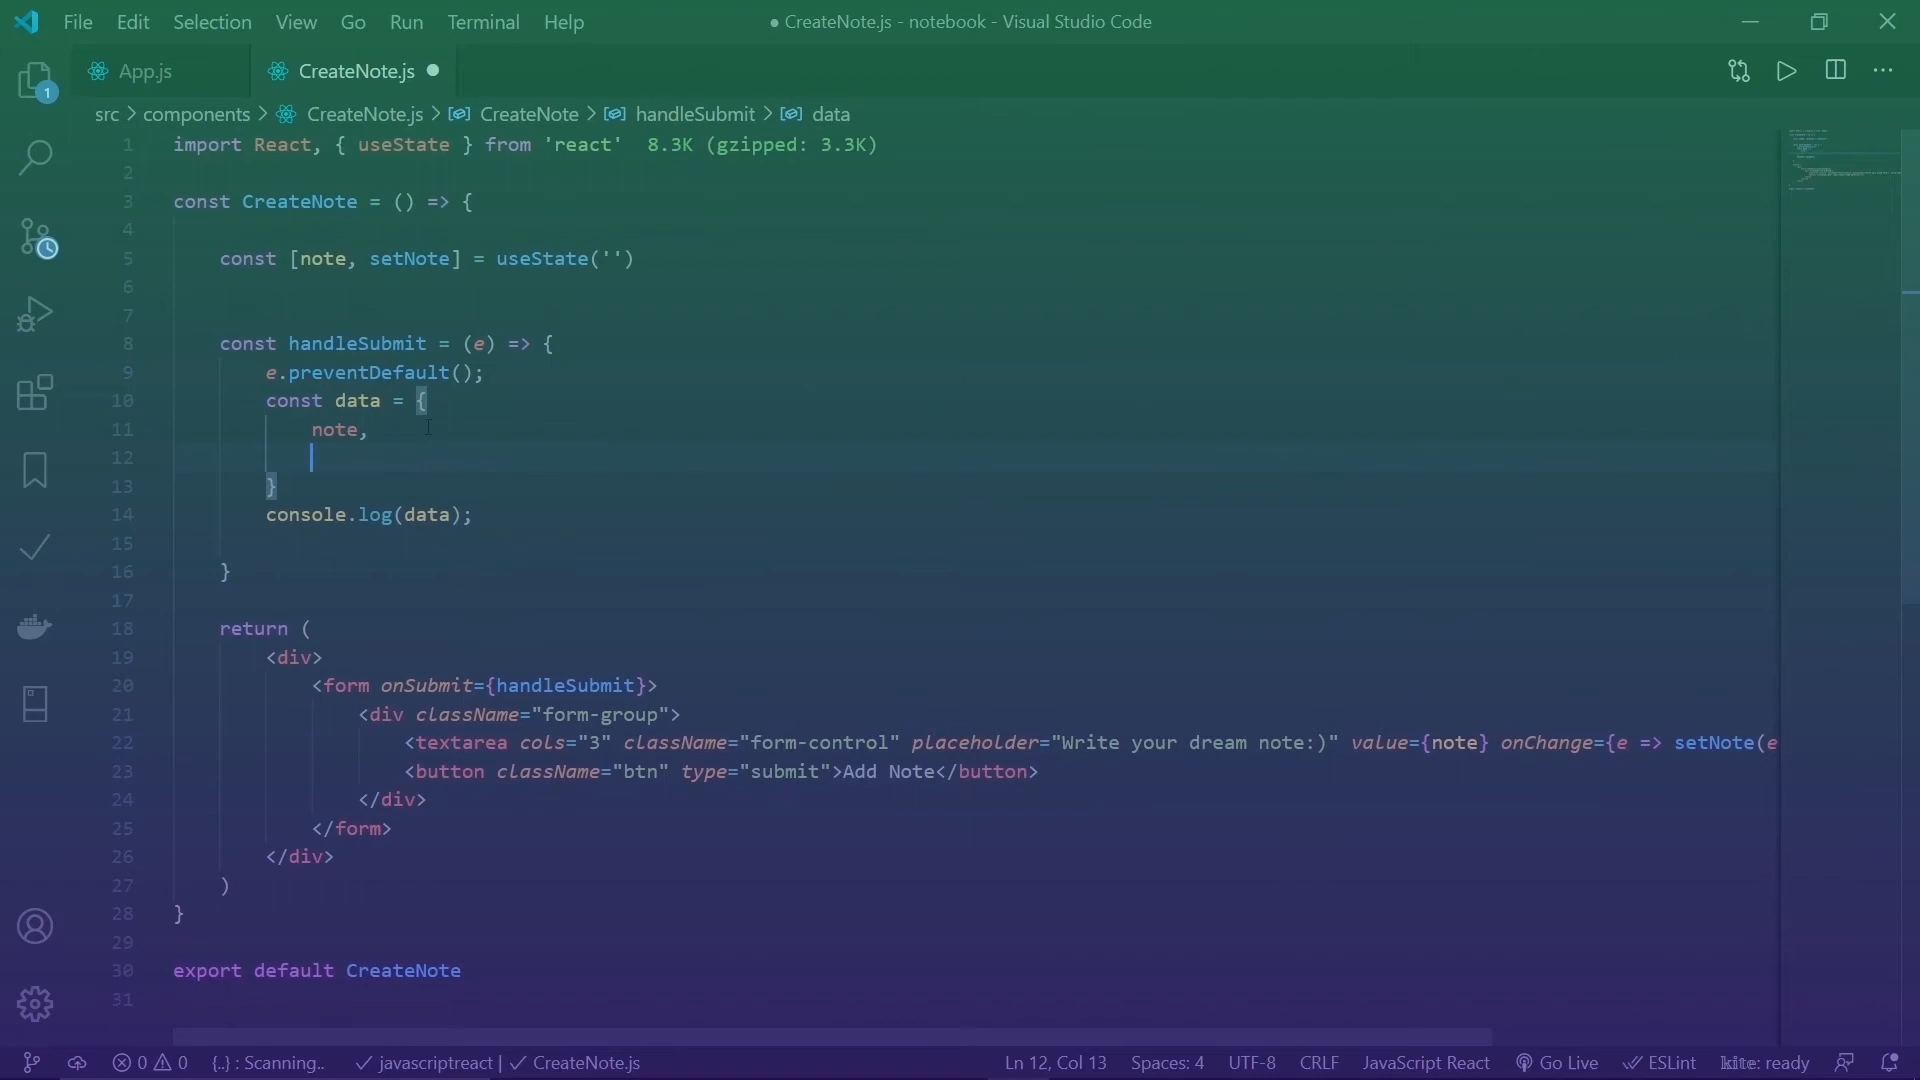 File Edit Selection View Go Run Terminal Help
● CreateNote.js - notebook - Visual Studio Code
App.js
CreateNote.js
1
src > components > CreateNote.js > CreateNote > handleSubmit > data
1 import React, { useState } from 'react' 8.3K (gzipped: 3.3K)
2
3 const CreateNote = () => {
4
5 const [note, setNote] = useState('')
6
7
8 const handleSubmit = (e) => {
9 e.preventDefault();
10 const data = {
11 note,
12
13 }
14 console.log(data);
15
16 }
17
18 return (
19 <div>
20 <form onSubmit={handleSubmit}>
21 <div className="form-group">
22 <textarea cols="3" className="form-control" placeholder="Write your dream note:)" value={note} onChange={e => setNote(e
23 <button className="btn" type="submit">Add Note</button>
24 </div>
25 </form>
26 </div>
27 )
28 }
29
30 export default CreateNote
31
0 0 {..} : Scanning.. ✓ javascriptreact | ✓ CreateNote.js
Ln 12, Col 13 Spaces: 4 UTF-8 CRLF JavaScript React Go Live ESLint kite: ready